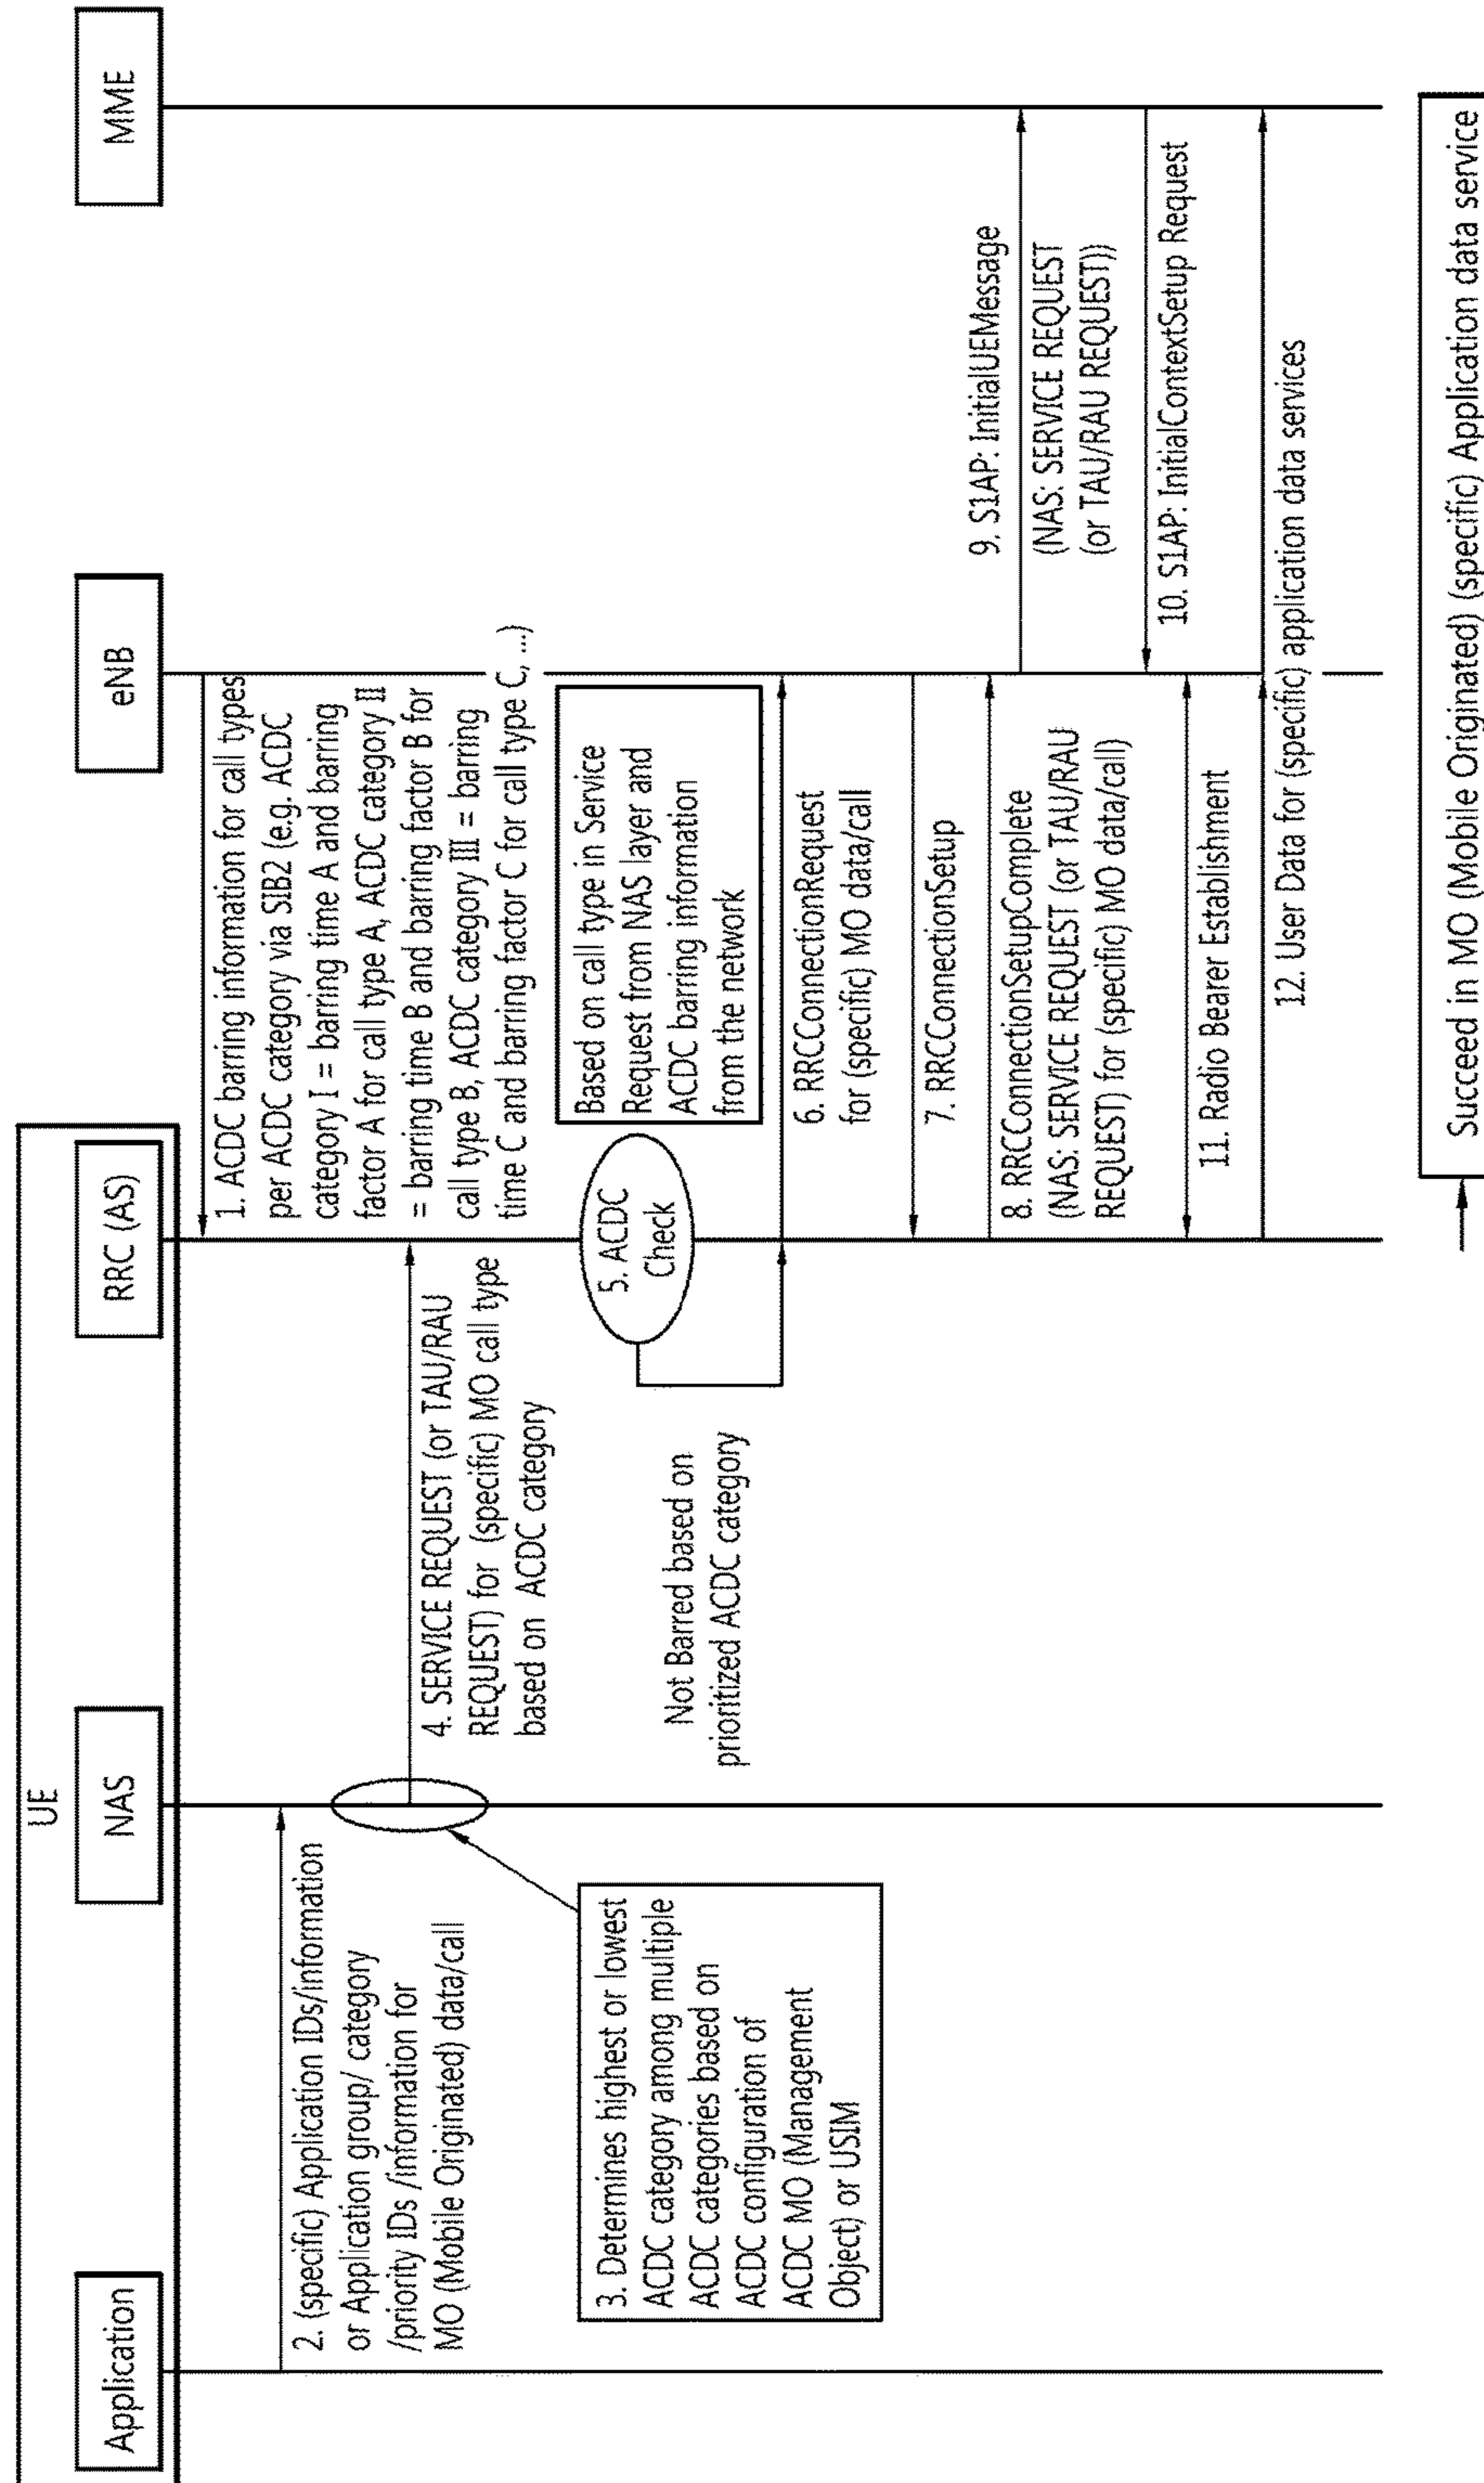 UE
Application
NAS
RRC (AS)
eNB
MME
1. ACDC barring information for call types
per ACDC category via SIB2 (e.g. ACDC
category I = barring time A and barring
factor A for call type A, ACDC category II
= barring time B and barring factor B for
call type B, ACDC category III = barring
time C and barring factor C for call type C, ...)
2. (specific) Application IDs/information
or Application group/ category
/priority IDs /information for
MO (Mobile Originated) data/call
3. Determines highest or lowest
ACDC category among multiple
ACDC categories based on
ACDC configuration of
ACDC MO (Management
Object) or USIM
4. SERVICE REQUEST (or TAU/RAU
REQUEST) for (specific) MO call type
based on ACDC category
5. ACDC
Check
Based on call type in Service
Request from NAS layer and
ACDC barring information
from the network
Not Barred based on
prioritized ACDC category
6. RRCConnectionRequest
for (specific) MO data/call
7. RRCConnectionSetup
8. RRCConnectionSetupComplete
(NAS: SERVICE REQUEST (or TAU/RAU
REQUEST) for (specific) MO data/call)
9. S1AP: InitialUEMessage
(NAS: SERVICE REQUEST
(or TAU/RAU REQUEST))
10. S1AP: InitialContextSetup Request
11. Radio Bearer Establishment
12. User Data for (specific) application data services
Succeed in MO (Mobile Originated) (specific) Application data service